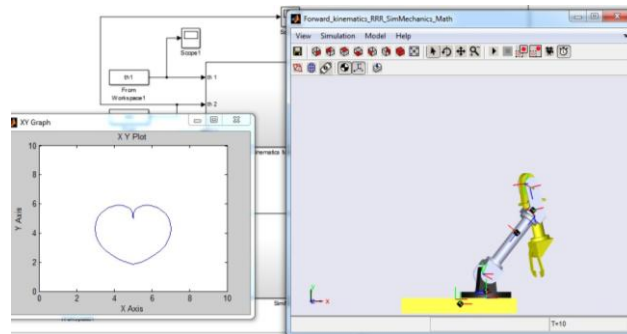 Forward_kinematics_RRR_SimMechanics_Math
View Simulation Model Help
Scope1
th1
From
Workspace1
th 1
th 2
XY Graph
X Y Plot
Y Axis
10
8
6
4
2
0
0 2 4 6 8 10
X Axis
Y
X
T=10